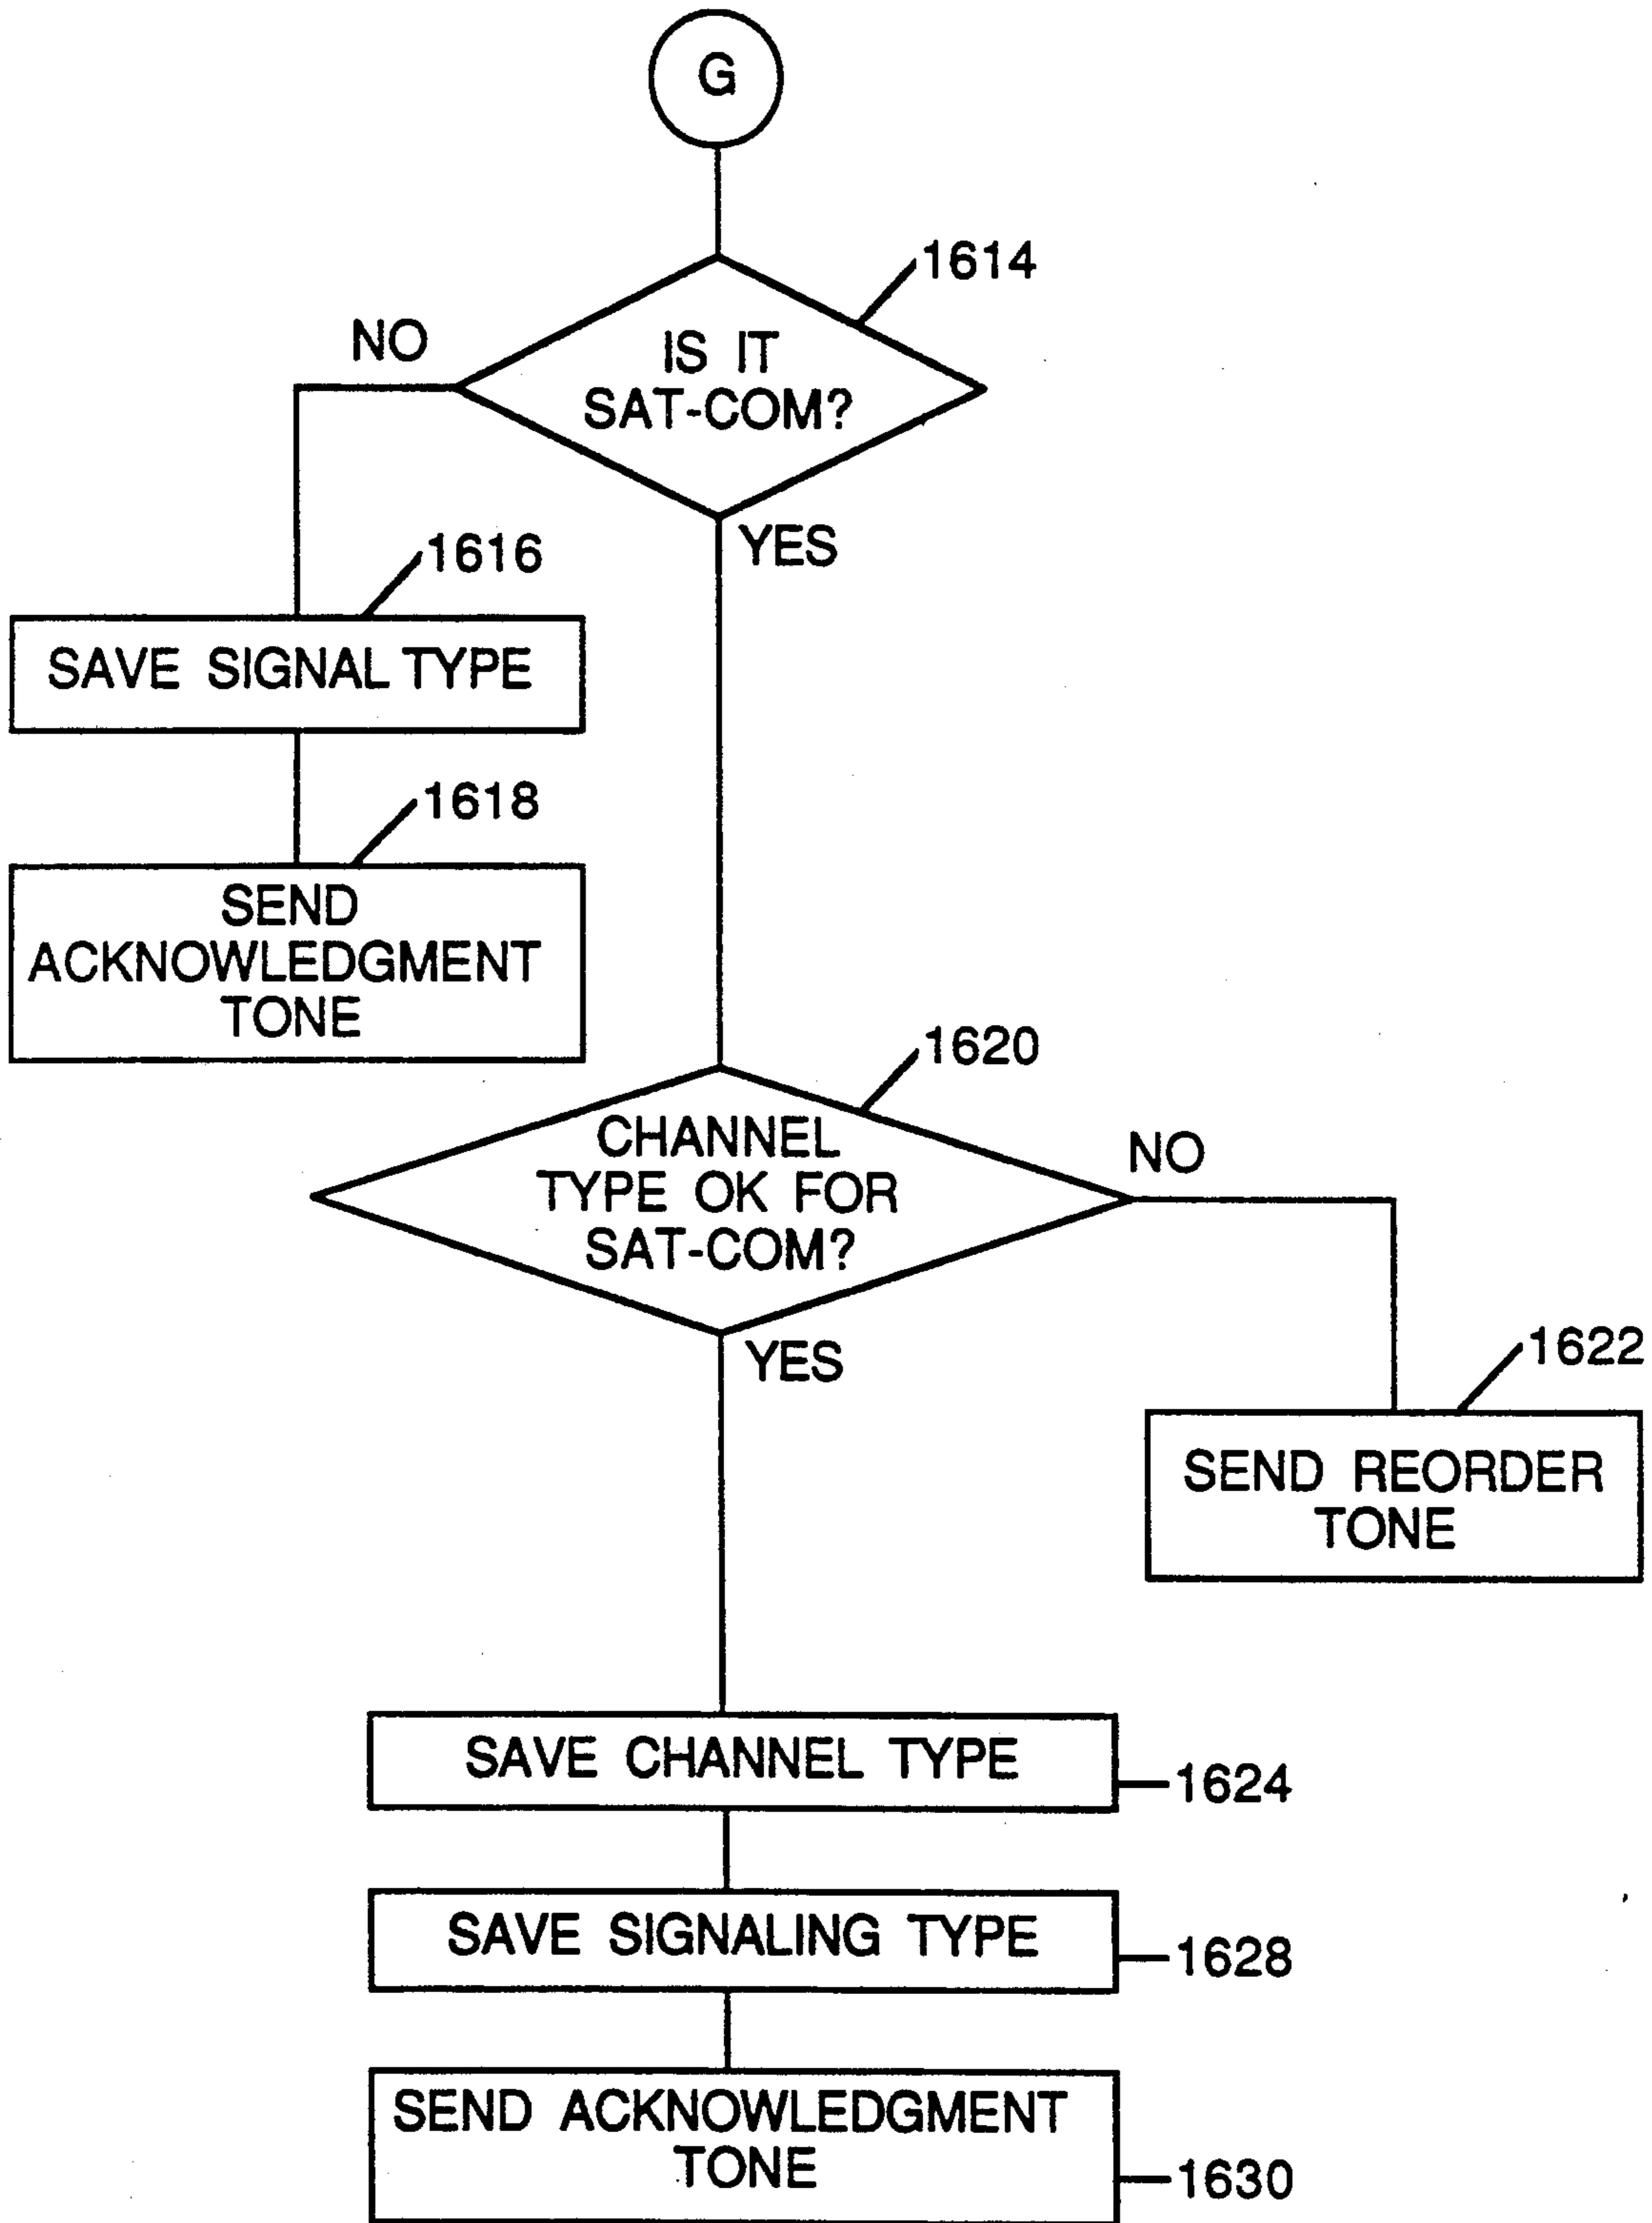 G
1614
NO
IS IT
SAT-COM?
YES
1616
SAVE SIGNAL TYPE
1618
SEND
ACKNOWLEDGMENT
TONE
1620
CHANNEL
TYPE OK FOR
SAT-COM?
NO
YES
1622
SEND REORDER
TONE
SAVE CHANNEL TYPE
1624
SAVE SIGNALING TYPE
1628
SEND ACKNOWLEDGMENT
TONE
1630